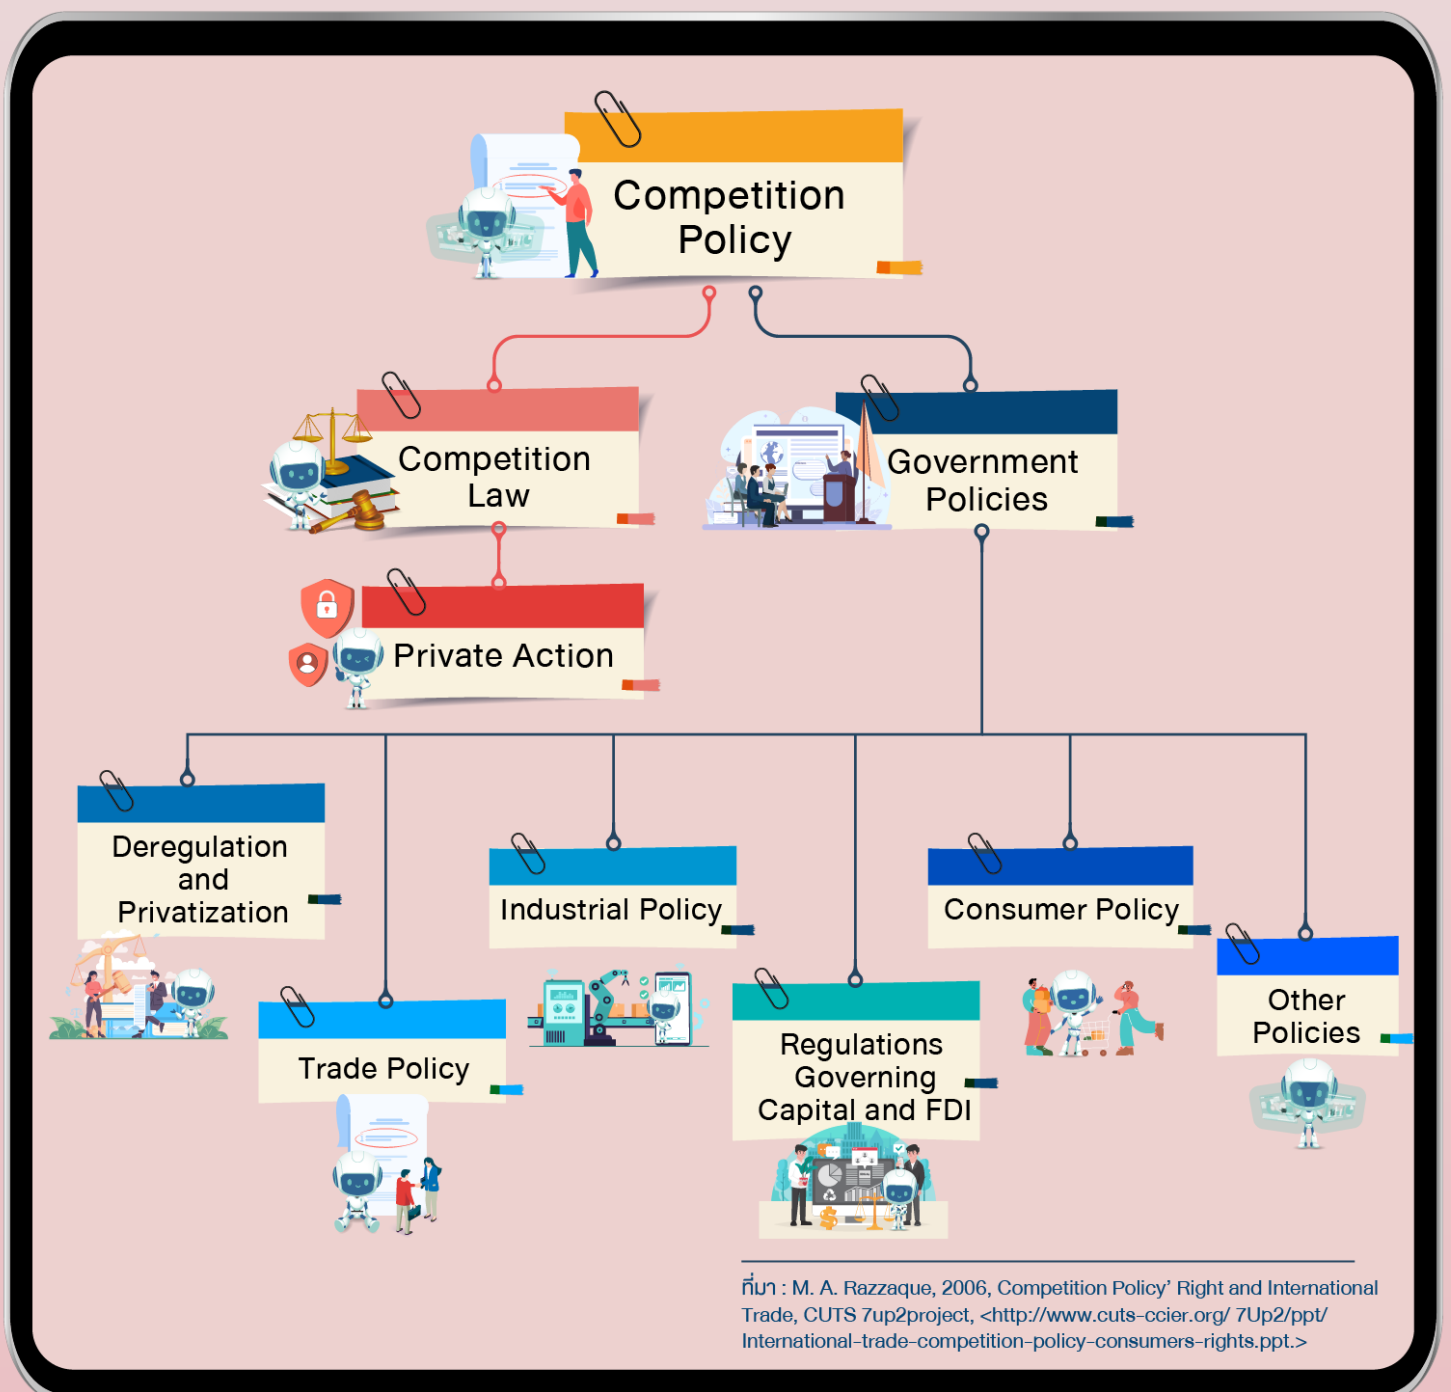 Competition
Policy
Competition
Law
Government
Policies
Private Action
Deregulation
and
Privatization
Industrial Policy
Consumer Policy
Other
Policies
Trade Policy
Regulations
Governing
Capital and FDI
ที่มา : M. A. Razzaque, 2006, Competition Policy’ Right and International
Trade, CUTS 7up2project, <http://www.cuts-ccier.org/ 7Up2/ppt/
International-trade-competition-policy-consumers-rights.ppt.>